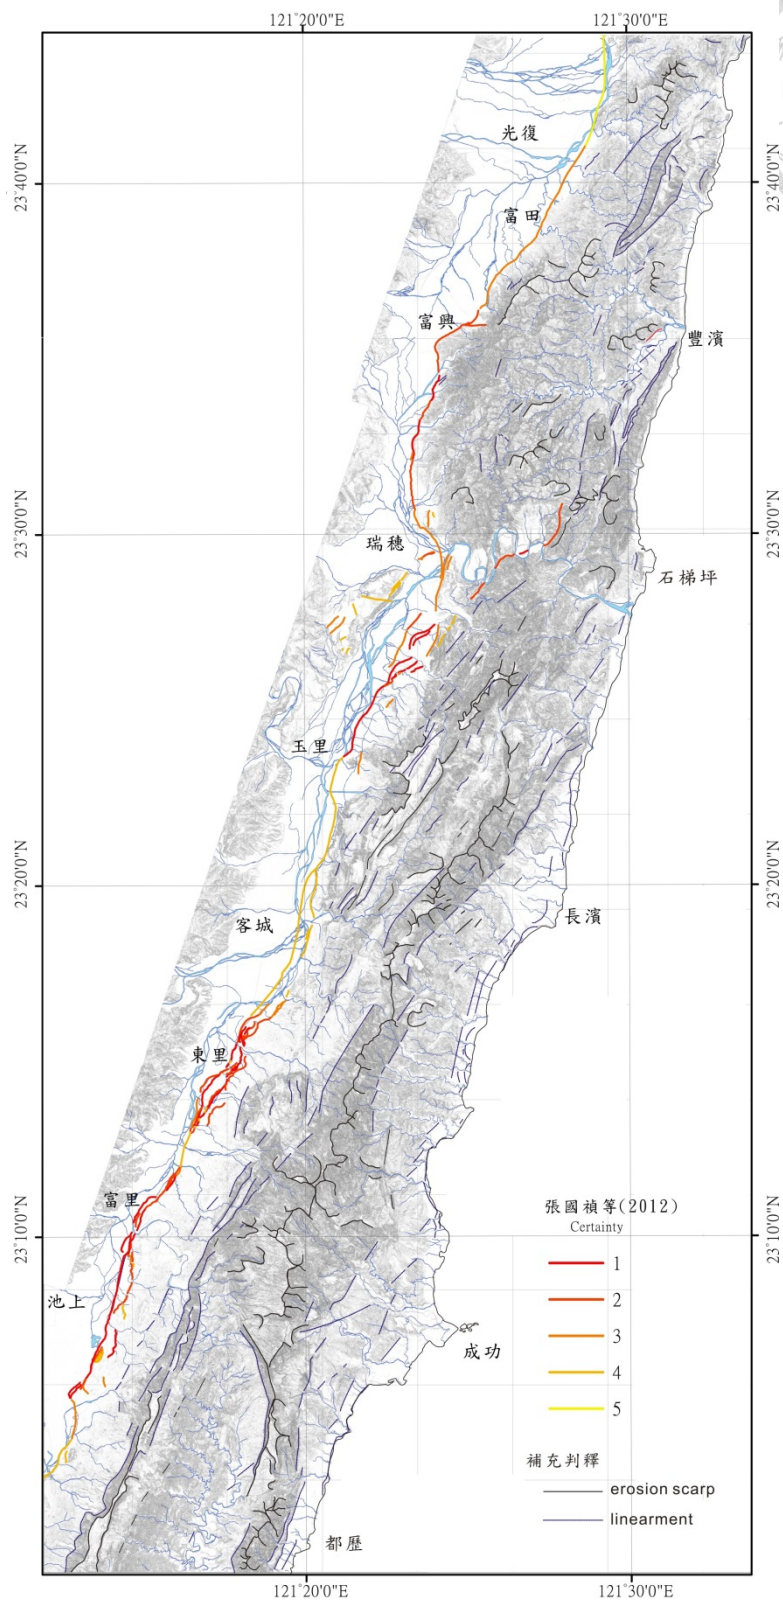 121°20'0"E
121°30'0"E
光復
23°40'0"N
23°40'0"N
富田
富興
豐濱
23°30'0"N
23°30'0"N
瑞穗
石梯坪
玉里
23°20'0"N
23°20'0"N
客城
長濱
東里
富里
張國禎等(2012)
Certainty
23°10'0"N
23°10'0"N
1
池上
2
3
成功
4
5
補充判釋
erosion scarp
linearment
都歷
121°20'0"E
121°30'0"E